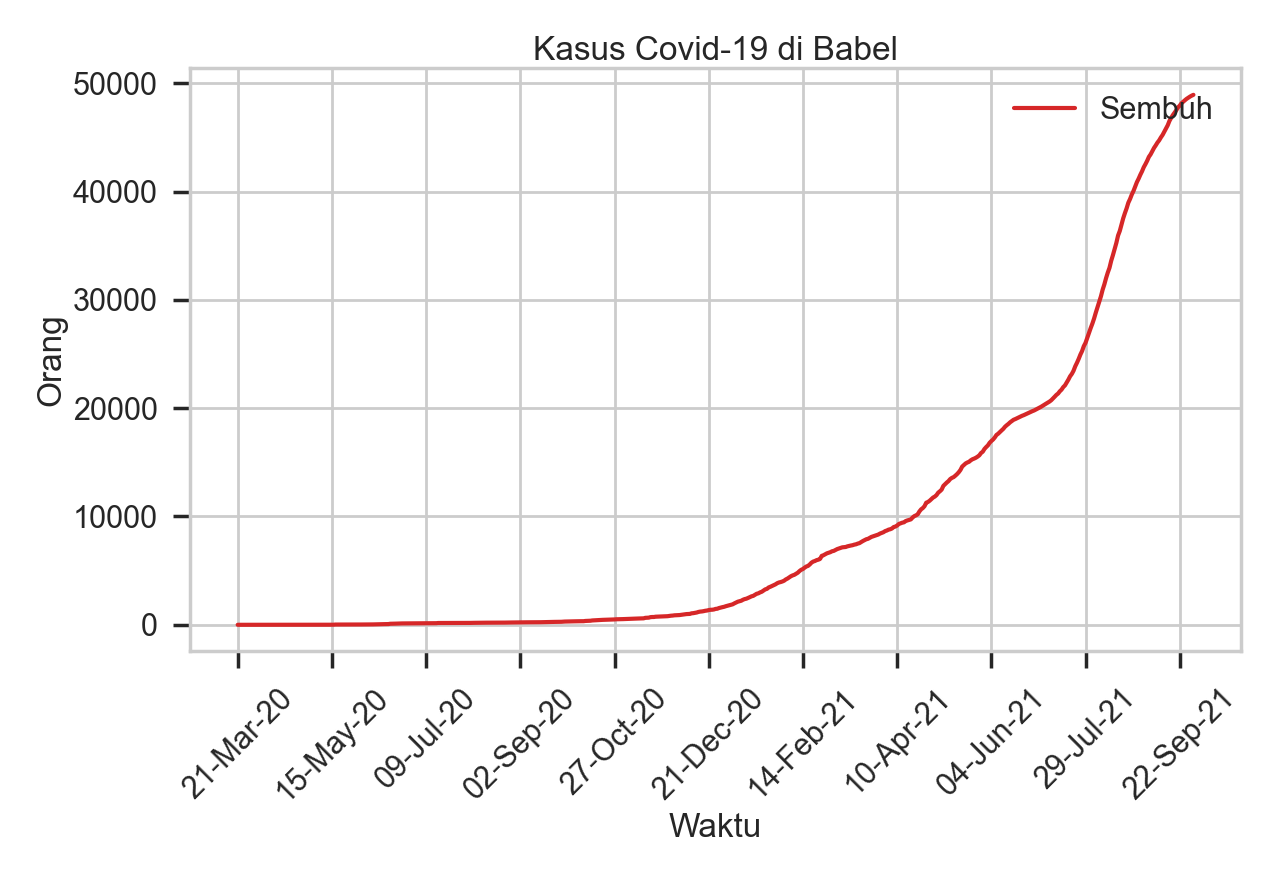 Kasus Covid-19 di Babel
50000
40000
30000
20000
10000
0
Orang
Sembuh
21-Mar-20
15-May-20
09-Jul-20
02-Sep-20
27-Oct-20
21-Dec-20
14-Feb-21
10-Apr-21
04-Jun-21
29-Jul-21
22-Sep-21
Waktu